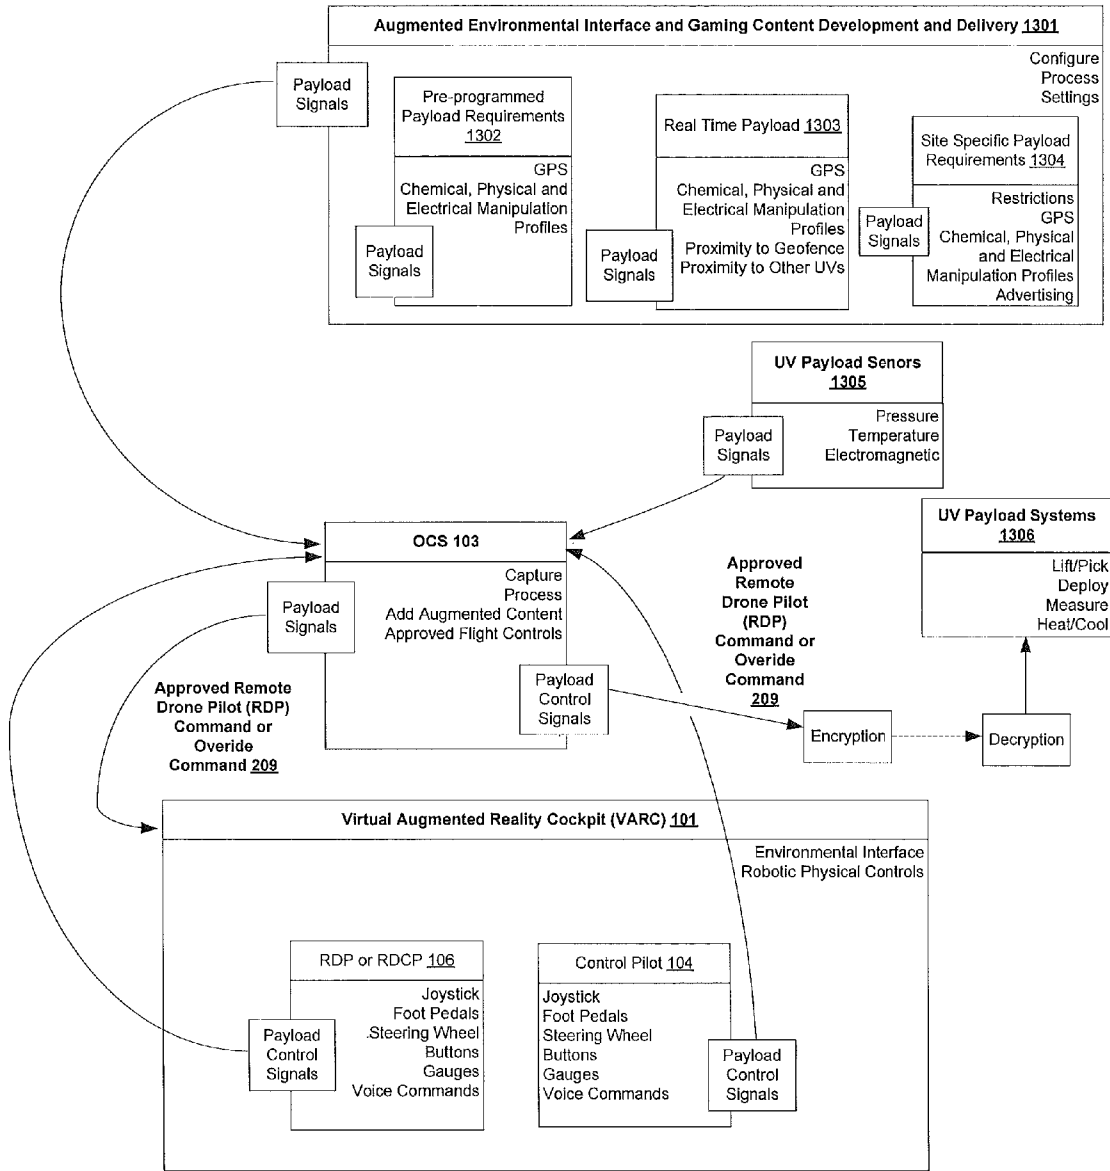 Augmented Environmental Interface and Gaming Content Development and Delivery 1301
Configure
Process
Settings
Payload
Signals
Pre-programmed
Payload Requirements
1302
GPS
Chemical, Physical and
Electrical Manipulation
Profiles
Payload
Signals
Real Time Payload 1303
GPS
Chemical, Physical and
Electrical Manipulation
Profiles
Proximity to Geofence
Proximity to Other UVs
Payload
Signals
Site Specific Payload
Requirements 1304
Restrictions
GPS
Chemical, Physical
and Electrical
Manipulation Profiles
Advertising
Payload
Signals
UV Payload Senors
1305
Pressure
Temperature
Electromagnetic
Payload
Signals
UV Payload Systems
1306
Lift/Pick
Deploy
Measure
Heat/Cool
OCS 103
Capture
Process
Add Augmented Content
Approved Flight Controls
Payload
Signals
Payload
Control
Signals
Approved
Remote
Drone Pilot
(RDP)
Command or
Overide
Command
209
Encryption
Decryption
Approved Remote
Drone Pilot (RDP)
Command or
Overide
Command 209
Virtual Augmented Reality Cockpit (VARC) 101
Environmental Interface
Robotic Physical Controls
RDP or RDCP 106
Joystick
Foot Pedals
.Steering Wheel
Buttons
Gauges
Voice Commands
Payload
Control
Signals
Control Pilot 104
Joystick
Foot Pedals
Steering Wheel
Buttons
Gauges
Voice Commands
Payload
Control
Signals